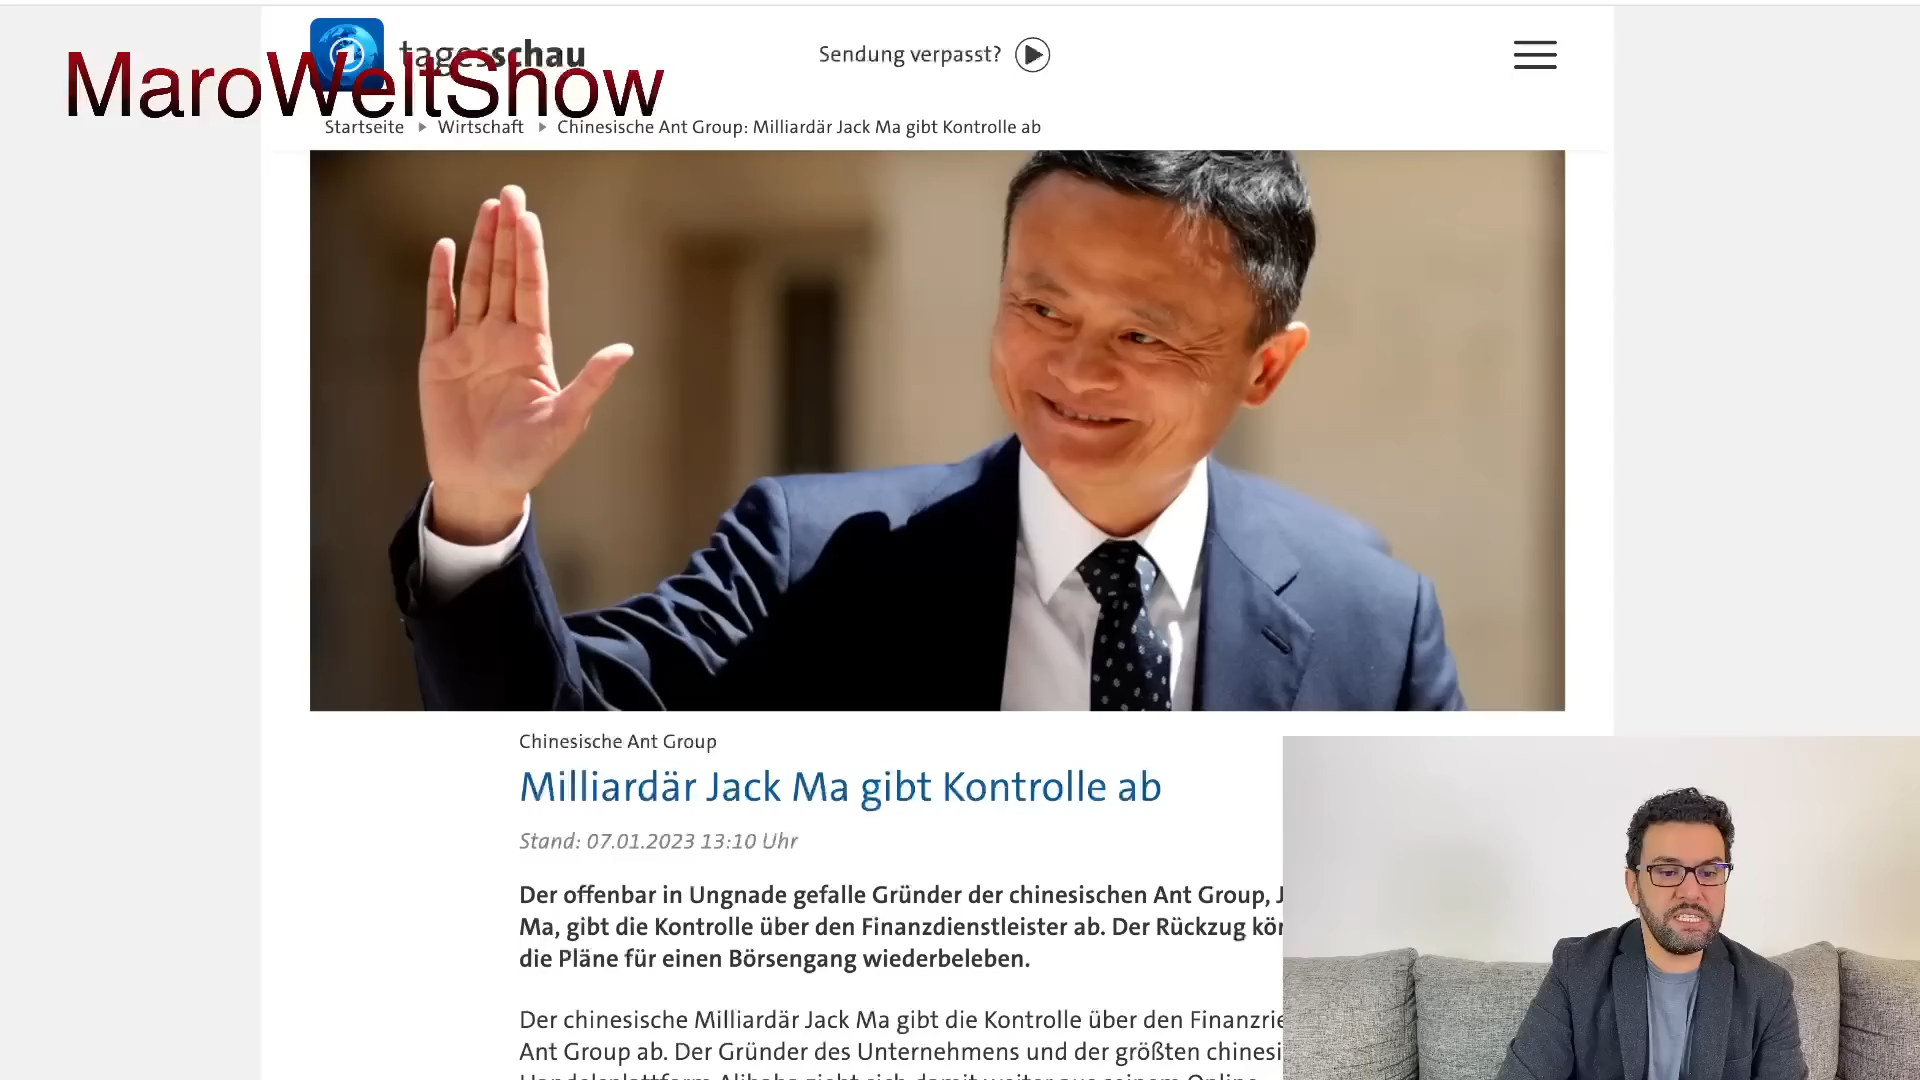 tagesschau
MaroWeltShow
Sendung verpasst?
Startseite Wirtschaft Chinesische Ant Group: Milliardär Jack Ma gibt Kontrolle ab
Chinesische Ant Group
Milliardär Jack Ma gibt Kontrolle ab
Stand: 07.01.2023 13:10 Uhr
Der offenbar in Ungnade gefalle Gründer der chinesischen Ant Group,
Ma, gibt die Kontrolle über den Finanzdienstleister ab. Der Rückzug
die Pläne für einen Börsengang wiederbeleben.
Der chinesische Milliardär Jack Ma gibt die Kontrolle über den
Ant Group ab. Der Gründer des Unternehmens und der größten